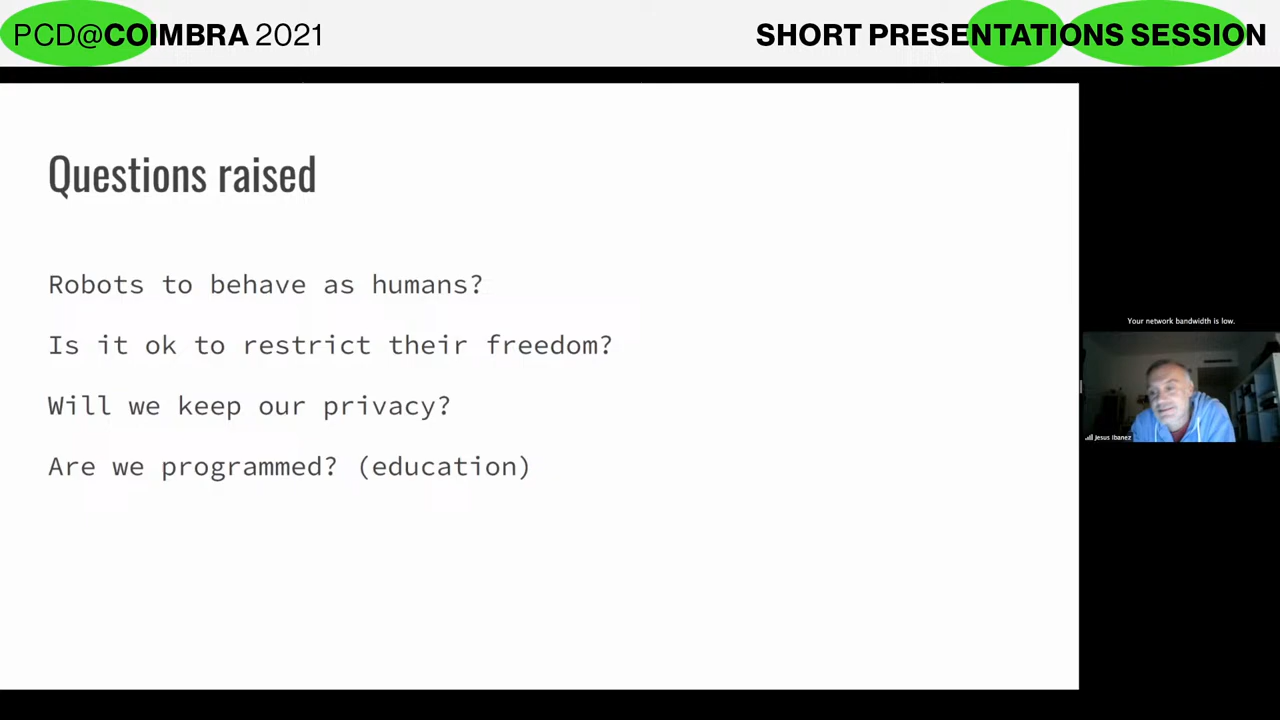 PCD@COIMBRA 2021
SHORT PRESENTATIONS SESSION
Questions raised
Robots to behave as humans?
Is it ok to restrict their freedom?
Will we keep our privacy?
Are we programmed? (education)
Your network bandwidth is low.
Jesus Ibanez